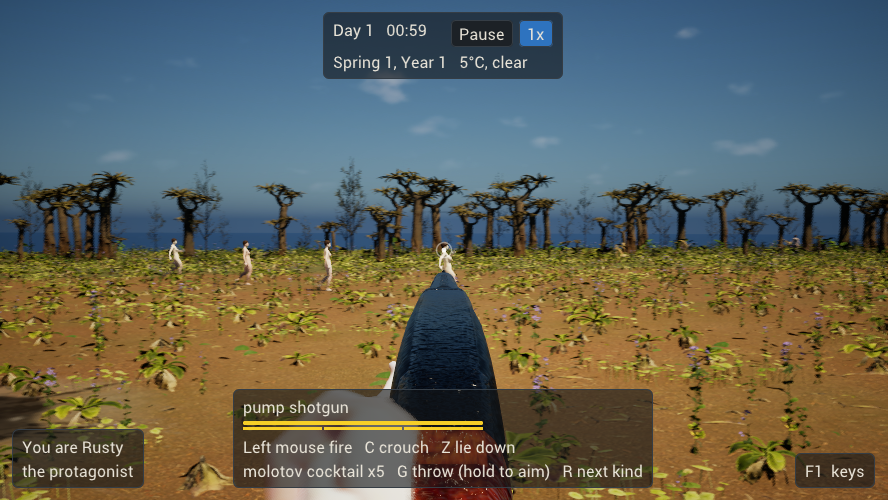 Day 1 00:59 Pause 1x
Spring 1, Year 1 5°C, clear
pump shotgun
Left mouse fire C crouch Z lie down
molotov cocktail x5 G throw (hold to aim) R next kind
You are Rusty
the protagonist
F1 keys